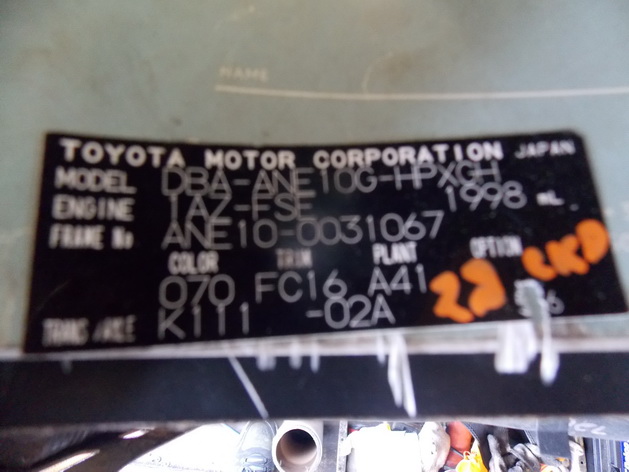 NAME
TOYOTA MOTOR CORPORATION JAPAN
MODEL DBA-ANE10G-HPXGH
ENGINE 1AZ-FSE 1998 mL
FRAME No. ANE10-0031067
COLOR TRIM PLANT OPTION
070 FC16 A41
TRANS/AXLE K111 -02A